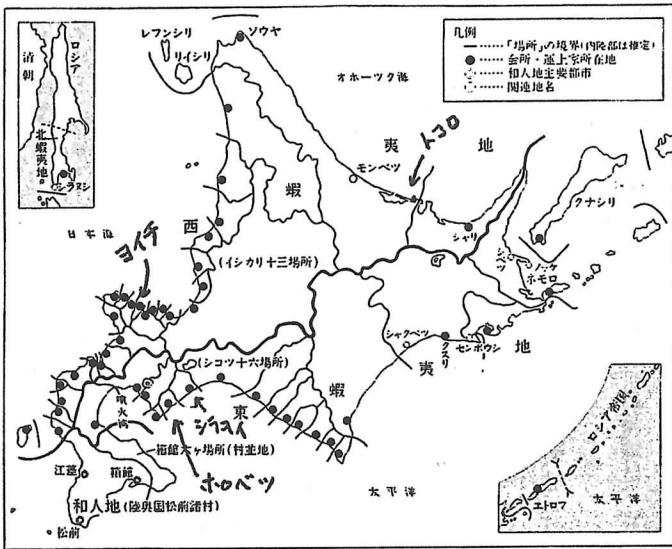 レフンシリ
リイシリ
ソウヤ
オホーツク海
凡例
「場所」の境界(内陸部は推定)
会所・運上家所在地
和人地主要都市
関連地名
ロシア
清朝
北蝦夷地
シラヌシ
日本海
ヨイチ
西
蝦
夷
地
モンベツ
トコロ
シャリ
クナシリ
シベツ
ノツケ
ネモロ
(イシカリ十三場所)
シャクベツ
クスリ
センポウシ
(シコツ十六場所)
東
蝦
夷
地
噴火湾
シラヲイ
ホロベツ
箱館六ヶ場所(村並地)
江差
箱館
和人地(陸奥国松前諸村)
松前
太平洋
ロシア帝国
エトロフ
太平洋